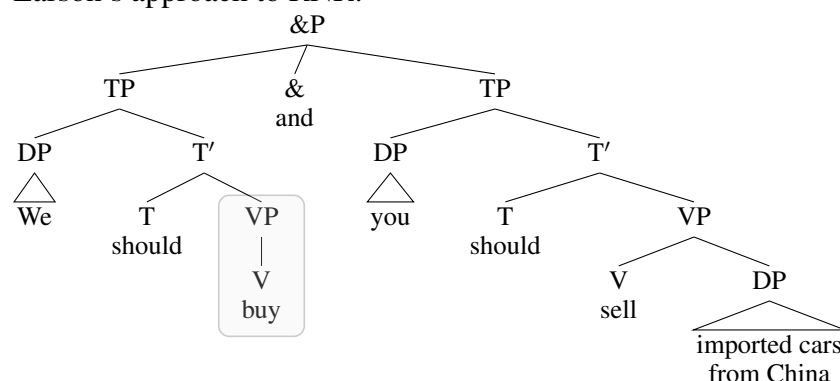 Larson's approach to RNR:
&P
TP & TP
and
DP T′ DP T′
We T VP you T VP
should should
V V DP
buy sell
imported cars
from China